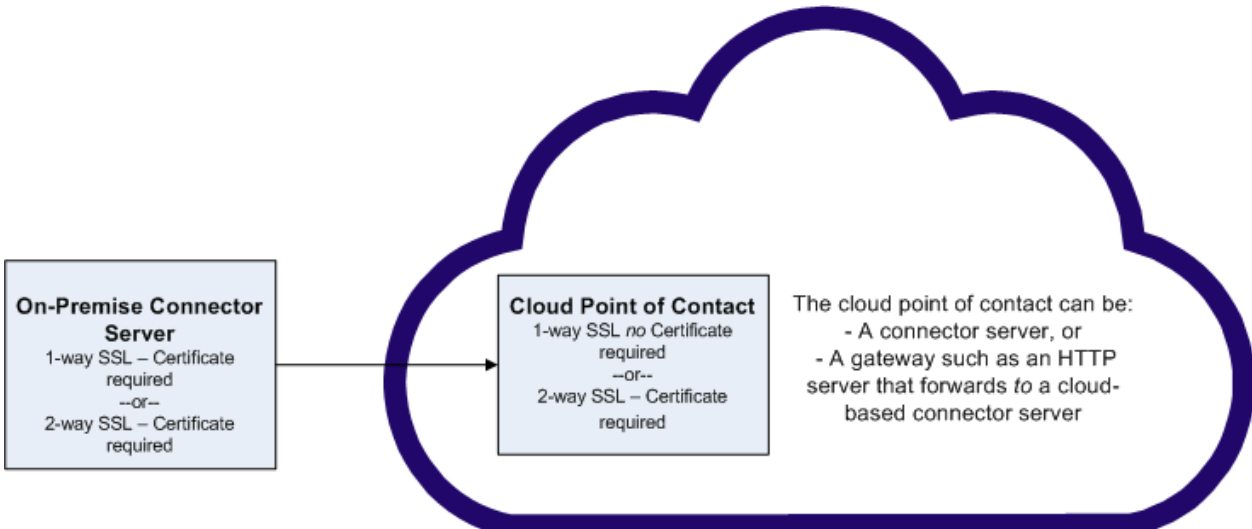 On-Premise Connector
Server
1-way SSL – Certificate
required
--or--
2-way SSL – Certificate
required
Cloud Point of Contact
1-way SSL no Certificate
required
--or--
2-way SSL – Certificate
required
The cloud point of contact can be:
- A connector server, or
- A gateway such as an HTTP
server that forwards to a cloud-
based connector server